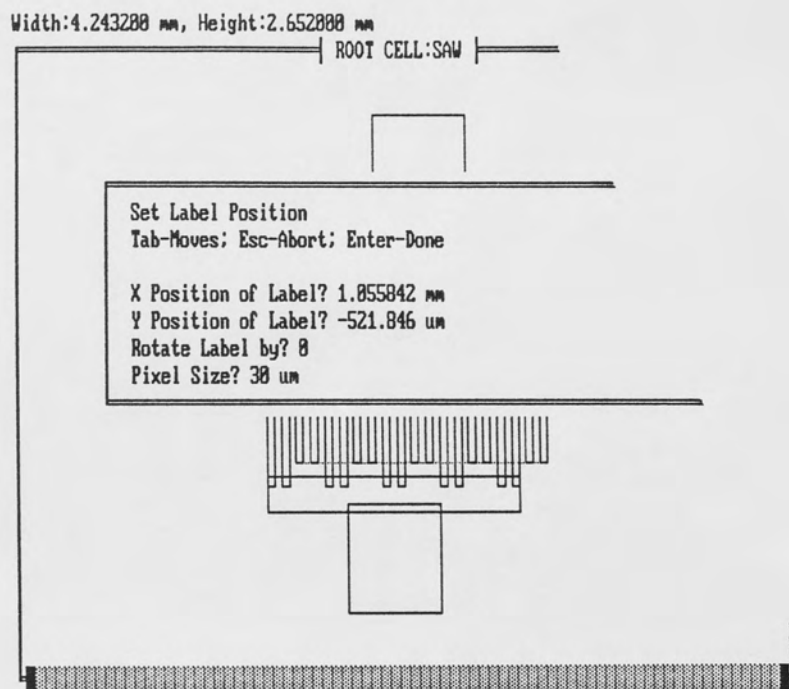 Width:4.243200 mm, Height:2.652000 mm
ROOT CELL:SAW
Set Label Position
Tab-Moves; Esc-Abort; Enter-Done
X Position of Label? 1.055842 mm
Y Position of Label? -521.846 um
Rotate Label by? 0
Pixel Size? 30 um